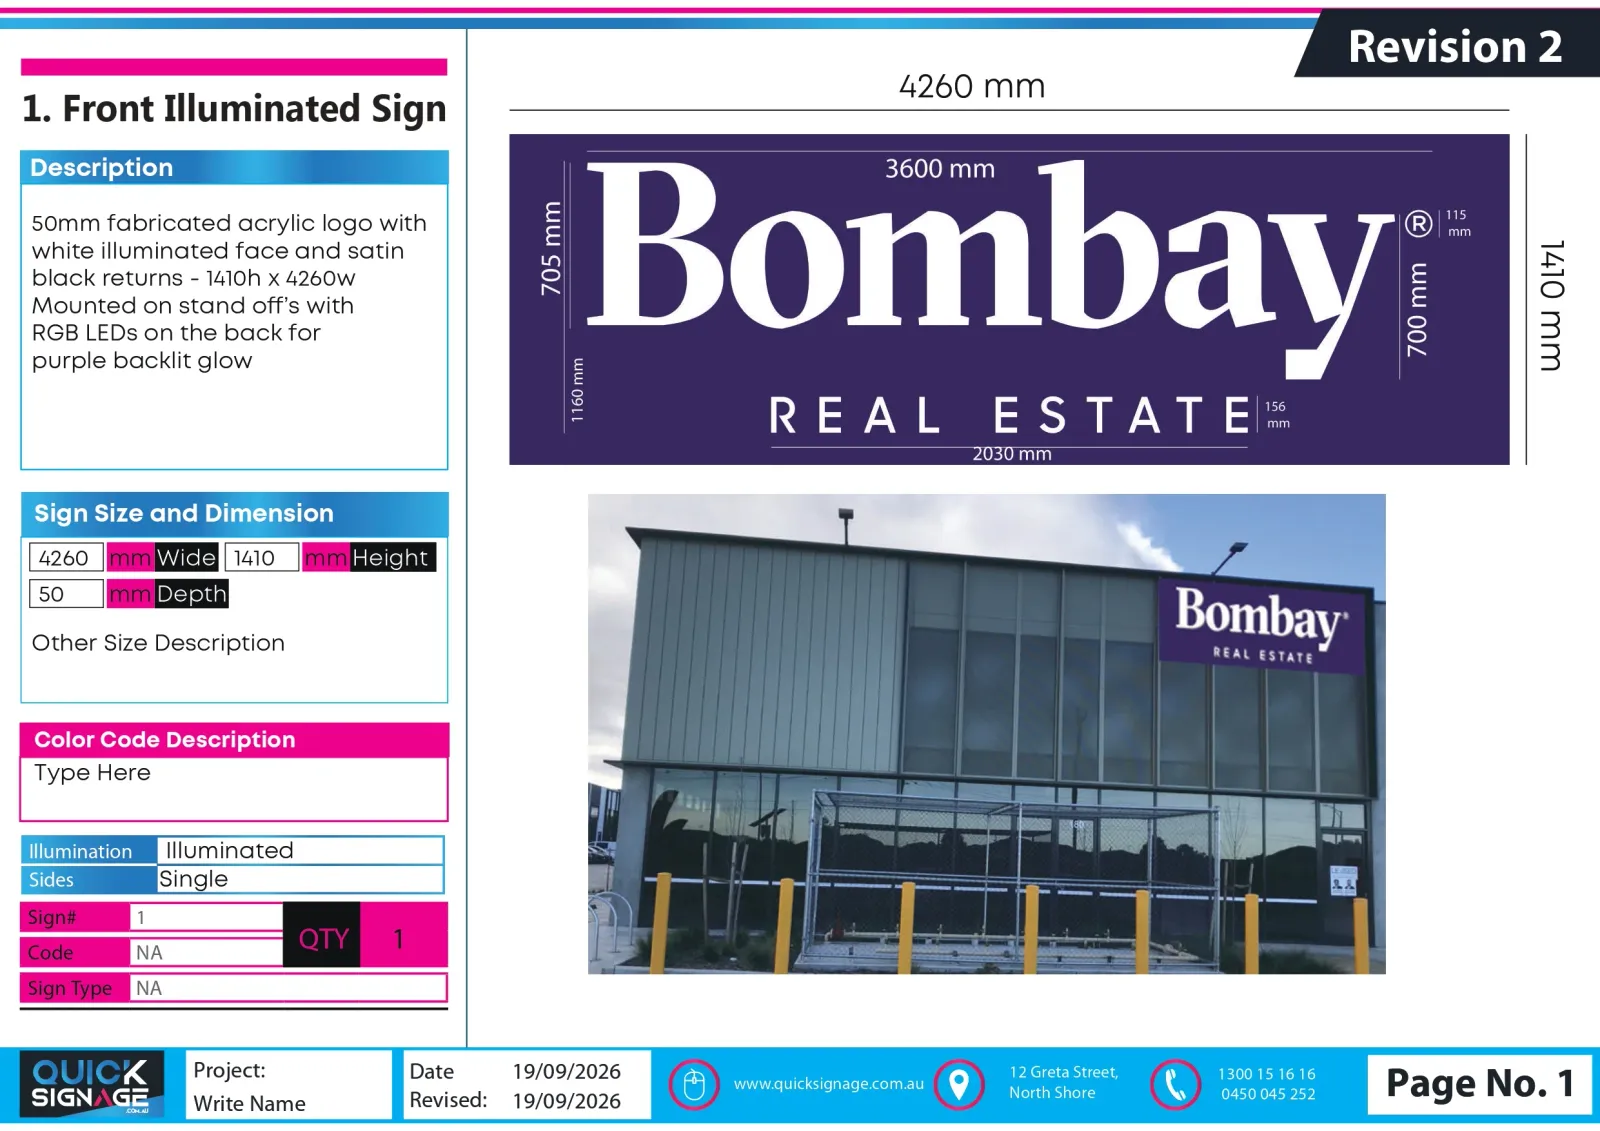 Revision 2
1. Front Illuminated Sign
Description
50mm fabricated acrylic logo with
white illuminated face and satin
black returns - 1410h x 4260w
Mounted on stand off's with
RGB LEDs on the back for
purple backlit glow
Sign Size and Dimension
4260 mm Wide 1410 mm Height
50 mm Depth
Other Size Description
Color Code Description
Type Here
Illumination Illuminated
Sides Single
Sign# 1
Code NA
QTY 1
Sign Type NA
4260 mm
1410 mm
3600 mm
705 mm
1160 mm
Bombay®
115
mm
700 mm
REAL ESTATE
156
mm
2030 mm
Bombay®
REAL ESTATE
QUICK
SIGNAGE
.COM.AU
Project:
Write Name
Date 19/09/2026
Revised: 19/09/2026
www.quicksignage.com.au
12 Greta Street,
North Shore
1300 15 16 16
0450 045 252
Page No. 1